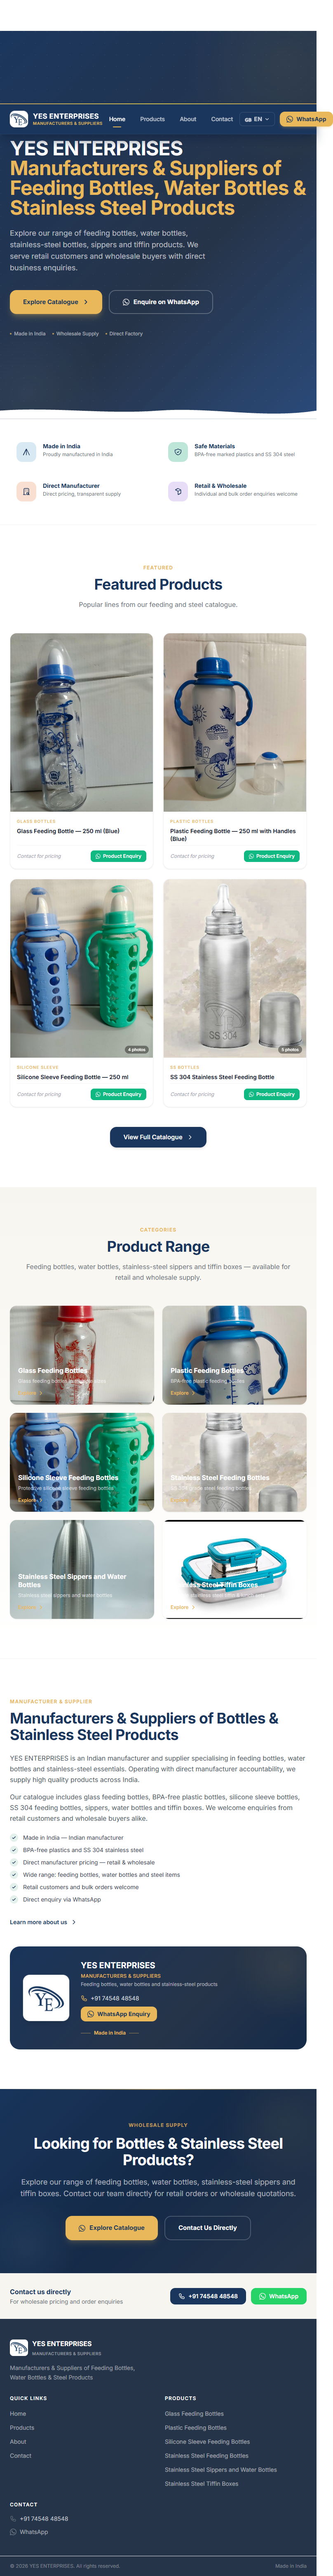 YES ENTERPRISES
MANUFACTURERS & SUPPLIERS
Home
Products
About
Contact
GB EN
WhatsApp
YES ENTERPRISES
Manufacturers & Suppliers of
Feeding Bottles, Water Bottles &
Stainless Steel Products
Explore our range of feeding bottles, water bottles,
stainless-steel bottles, sippers and tiffin products. We
serve retail customers and wholesale buyers with direct
business enquiries.
Explore Catalogue
Enquire on WhatsApp
Made in India
Wholesale Supply
Direct Factory
Made in India
Proudly manufactured in India
Safe Materials
BPA-free marked plastics and SS 304 steel
Direct Manufacturer
Direct pricing, transparent supply
Retail & Wholesale
Individual and bulk order enquiries welcome
FEATURED
Featured Products
Popular lines from our feeding and steel catalogue.
GLASS BOTTLES
Glass Feeding Bottle — 250 ml (Blue)
Contact for pricing
Product Enquiry
PLASTIC BOTTLES
Plastic Feeding Bottle — 250 ml with Handles
(Blue)
Contact for pricing
Product Enquiry
4 photos
SILICONE SLEEVE
Silicone Sleeve Feeding Bottle — 250 ml
Contact for pricing
Product Enquiry
SS 304
3 photos
SS BOTTLES
SS 304 Stainless Steel Feeding Bottle
Contact for pricing
Product Enquiry
View Full Catalogue
CATEGORIES
Product Range
Feeding bottles, water bottles, stainless-steel sippers and tiffin boxes — available for
retail and wholesale supply.
Glass Feeding Bottles
Explore
Plastic Feeding Bottles
BPA-free plastic feeding bottles
Explore
Silicone Sleeve Feeding Bottles
Protective silicone sleeve feeding bottles
Explore
Stainless Steel Feeding Bottles
Stainless Steel Sippers and Water
Bottles
Stainless steel sippers and water bottles
Stainless Steel Tiffin Boxes
Explore
MANUFACTURER & SUPPLIER
Manufacturers & Suppliers of Bottles &
Stainless Steel Products
YES ENTERPRISES is an Indian manufacturer and supplier specialising in feeding bottles, water
bottles and stainless-steel essentials. Operating with direct manufacturer accountability, we
supply high quality products across India.
Our catalogue includes glass feeding bottles, BPA-free plastic bottles, silicone sleeve bottles,
SS 304 feeding bottles, sippers, water bottles and tiffin boxes. We welcome enquiries from
retail customers and wholesale buyers alike.
Made in India — Indian manufacturer
BPA-free plastics and SS 304 stainless steel
Direct manufacturer pricing — retail & wholesale
Wide range: feeding bottles, water bottles and steel items
Retail customers and bulk orders welcome
Direct enquiry via WhatsApp
Learn more about us
YES ENTERPRISES
MANUFACTURERS & SUPPLIERS
Feeding bottles, water bottles and stainless-steel products
+91 74548 48548
WhatsApp Enquiry
Made in India
WHOLESALE SUPPLY
Looking for Bottles & Stainless Steel
Products?
Explore our range of feeding bottles, water bottles, stainless-steel sippers and
tiffin boxes. Contact our team directly for retail orders or wholesale quotations.
Explore Catalogue
Contact Us Directly
Contact us directly
For wholesale pricing and order enquiries
+91 74548 48548
WhatsApp
YES ENTERPRISES
MANUFACTURERS & SUPPLIERS
Manufacturers & Suppliers of Feeding Bottles,
Water Bottles & Steel Products
QUICK LINKS
Home
Products
About
Contact
PRODUCTS
Glass Feeding Bottles
Plastic Feeding Bottles
Silicone Sleeve Feeding Bottles
Stainless Steel Feeding Bottles
Stainless Steel Sippers and Water Bottles
Stainless Steel Tiffin Boxes
CONTACT
+91 74548 48548
WhatsApp
© 2026 YES ENTERPRISES. All rights reserved.
Made in India